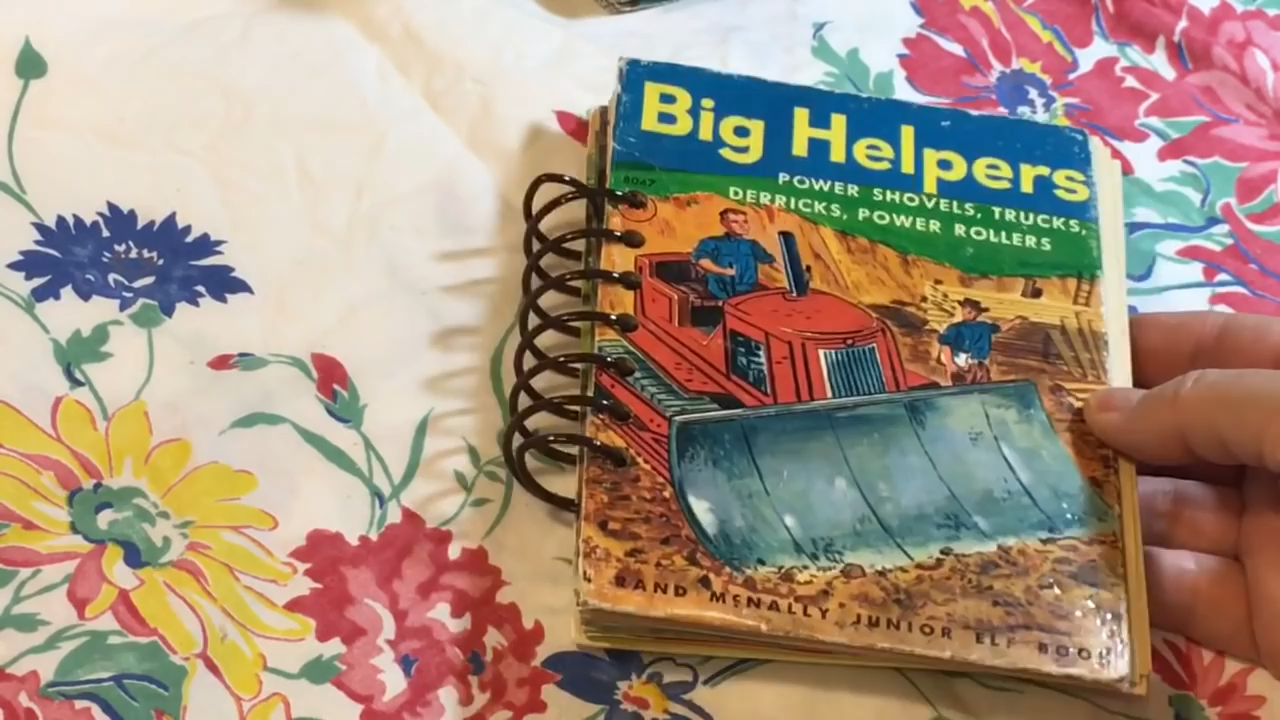 Big Helpers
8047
POWER SHOVELS, TRUCKS,
DERRICKS, POWER ROLLERS
RAND McNALLY JUNIOR ELF BOOK